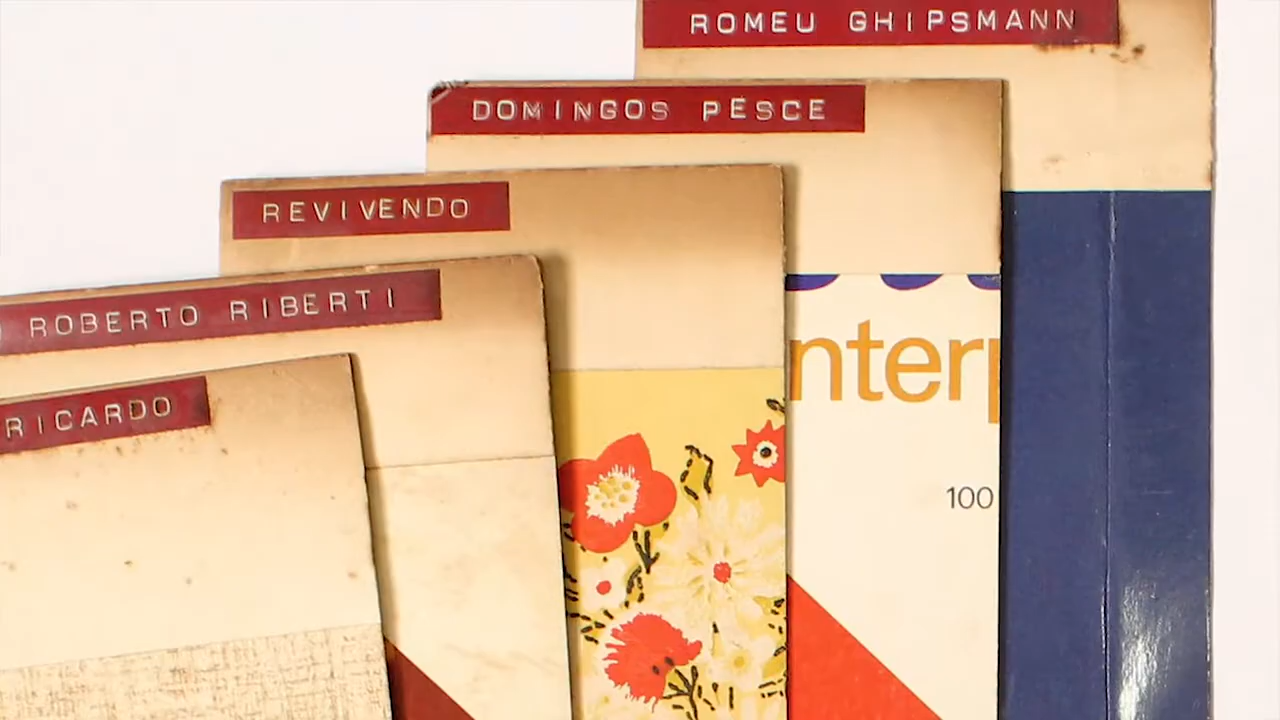 ROMEU GHIPSMANN
DOMINGOS PESCE
REVIVENDO
ROBERTO RIBERTI
RICARDO
nterp
100